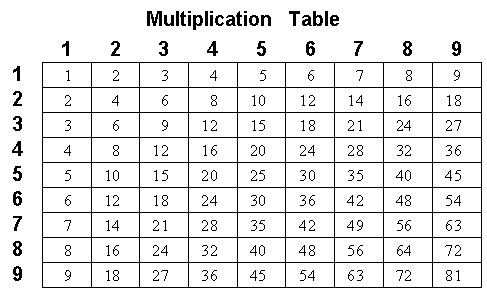 Multiplication Table
1 2 3 4 5 6 7 8 9
1 1 2 3 4 5 6 7 8 9
2 2 4 6 8 10 12 14 16 18
3 3 6 9 12 15 18 21 24 27
4 4 8 12 16 20 24 28 32 36
5 5 10 15 20 25 30 35 40 45
6 6 12 18 24 30 36 42 48 54
7 7 14 21 28 35 42 49 56 63
8 8 16 24 32 40 48 56 64 72
9 9 18 27 36 45 54 63 72 81